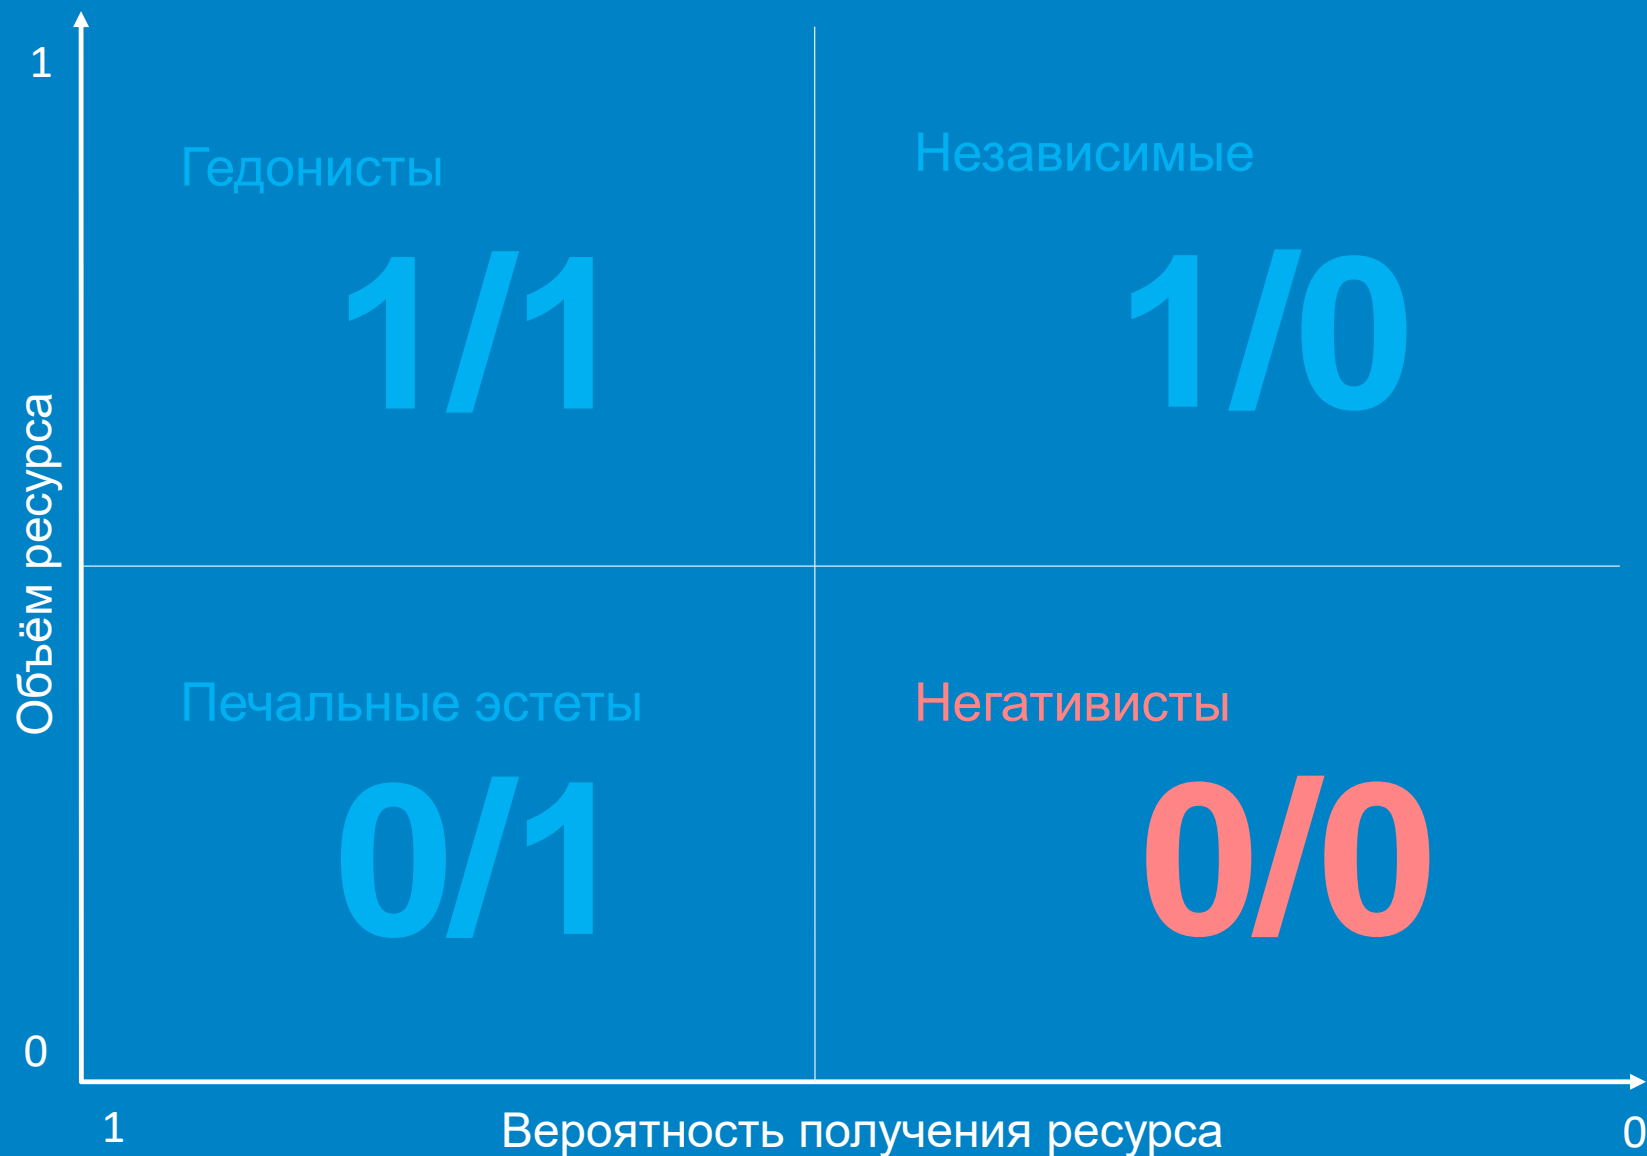 1
Гедонисты
Независимые
1/1
1/0
Объём ресурса
Печальные эстеты
Негативисты
0/1
0/0
0
1
Вероятность получения ресурса
0